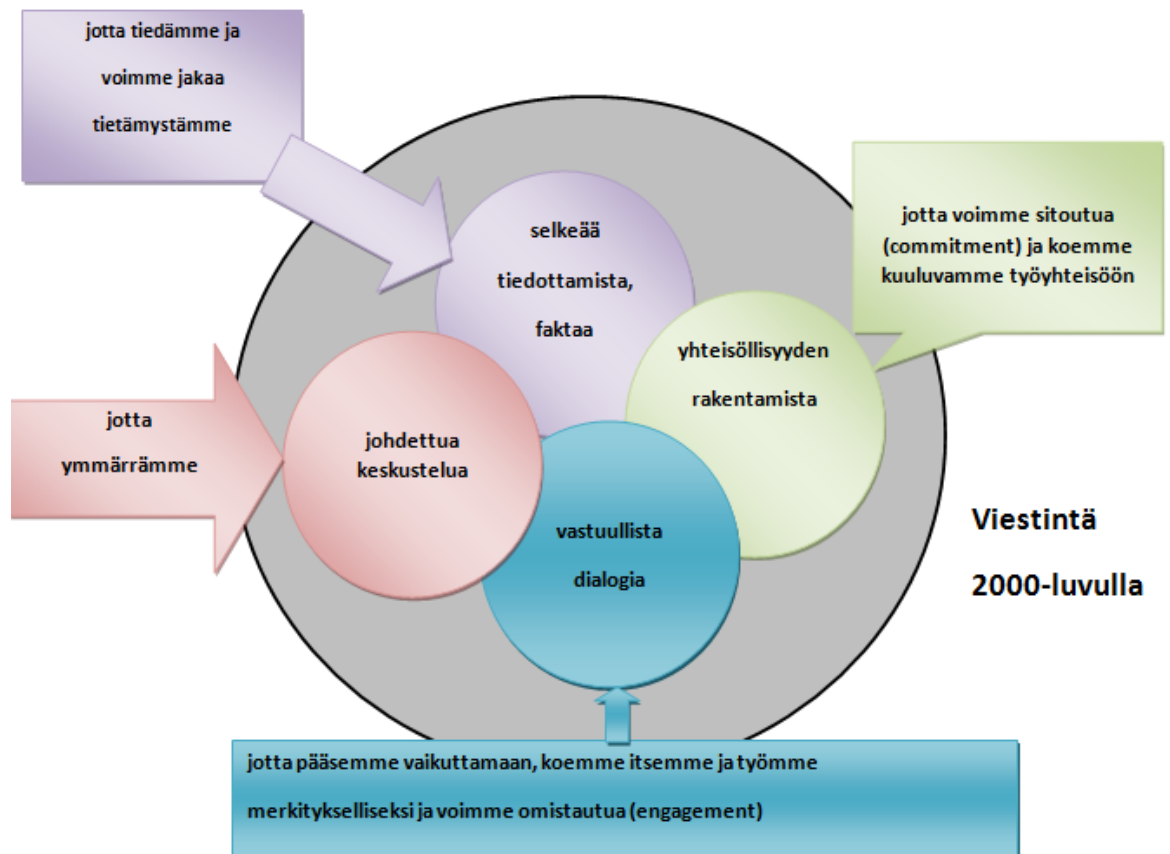 jotta tiedämme ja
voimme jakaa
tietämystämme
selkeää
tiedottamista,
faktaa
jotta voimme sitoutua
(commitment) ja koemme
kuuluvamme työyhteisöön
yhteisöllisyyden
rakentamista
jotta
ymmärrämme
johdettua
keskustelua
vastuullista
dialogia
Viestintä
2000-luvulla
jotta pääsemme vaikuttamaan, koemme itsemme ja työmme
merkitykselliseksi ja voimme omistautua (engagement)